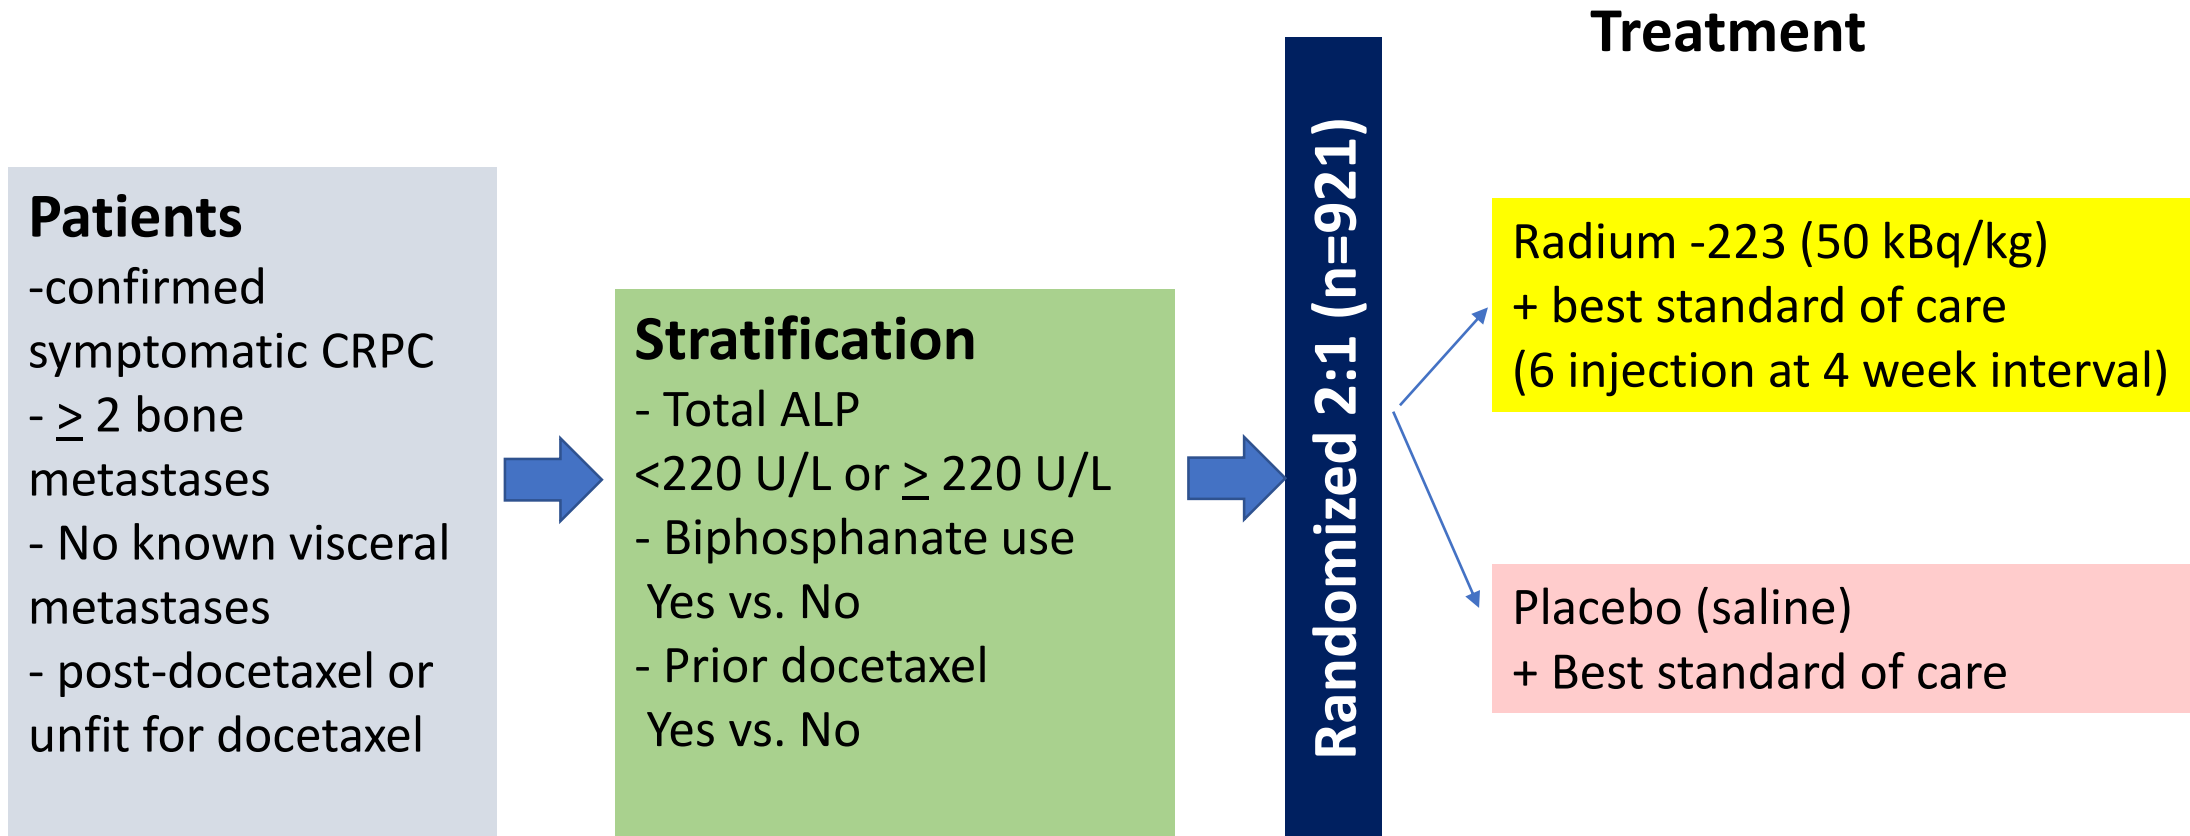 Patients
-confirmed
symptomatic CRPC
- ≥ 2 bone
metastases
- No known visceral
metastases
- post-docetaxel or
unfit for docetaxel
Stratification
- Total ALP
<220 U/L or ≥ 220 U/L
- Biphosphanate use
Yes vs. No
- Prior docetaxel
Yes vs. No
Randomized 2:1 (n=921)
Treatment
Radium -223 (50 kBq/kg)
+ best standard of care
(6 injection at 4 week interval)
Placebo (saline)
+ Best standard of care